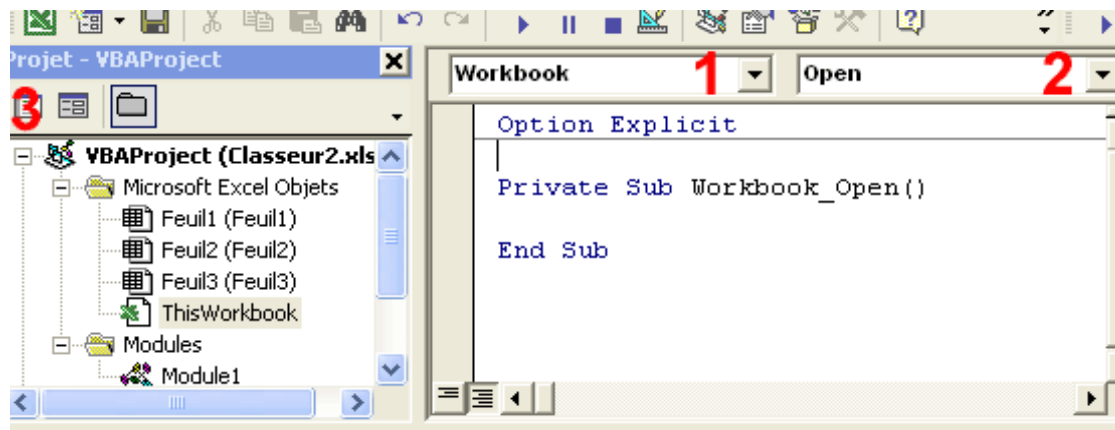 Projet - VBAProject
Workbook
1
Open
2
3
VBAProject (Classeur2.xls
Microsoft Excel Objets
Feuil1 (Feuil1)
Feuil2 (Feuil2)
Feuil3 (Feuil3)
ThisWorkbook
Modules
Module1
Option Explicit
Private Sub Workbook_Open()
End Sub